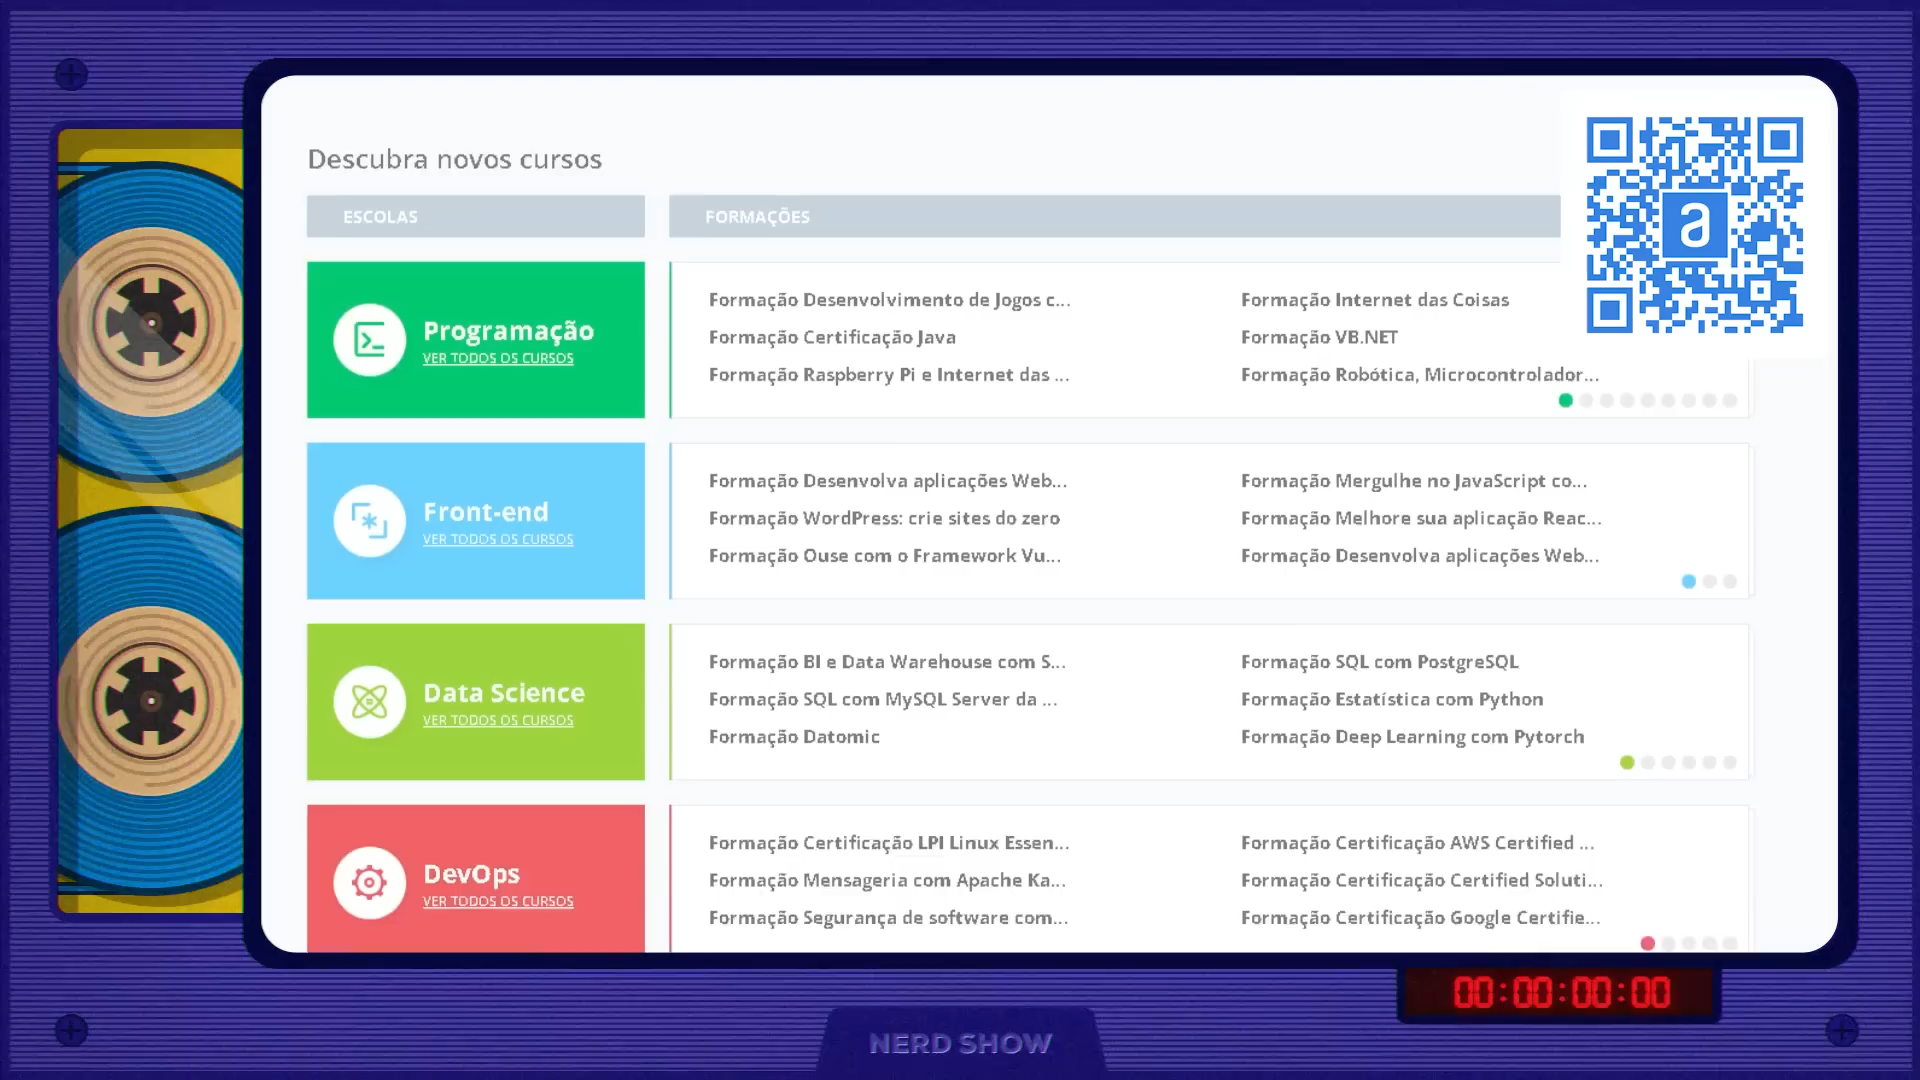 Descubra novos cursos
ESCOLAS
FORMAÇÕES
Programação
VER TODOS OS CURSOS
Formação Desenvolvimento de Jogos c...
Formação Certificação Java
Formação Raspberry Pi e Internet das ...
Formação Internet das Coisas
Formação VB.NET
Formação Robótica, Microcontrolador...
a
Front-end
VER TODOS OS CURSOS
Formação Desenvolva aplicações Web...
Formação WordPress: crie sites do zero
Formação Ouse com o Framework Vu...
Formação Mergulhe no JavaScript co...
Formação Melhore sua aplicação Reac...
Formação Desenvolva aplicações Web...
Data Science
VER TODOS OS CURSOS
Formação BI e Data Warehouse com S...
Formação SQL com MySQL Server da ...
Formação Datomic
Formação SQL com PostgreSQL
Formação Estatística com Python
Formação Deep Learning com Pytorch
DevOps
VER TODOS OS CURSOS
Formação Certificação LPI Linux Essen...
Formação Mensageria com Apache Ka...
Formação Segurança de software com...
Formação Certificação AWS Certified ...
Formação Certificação Certified Soluti...
Formação Certificação Google Certifie...
00:00:00:00
NERD SHOW